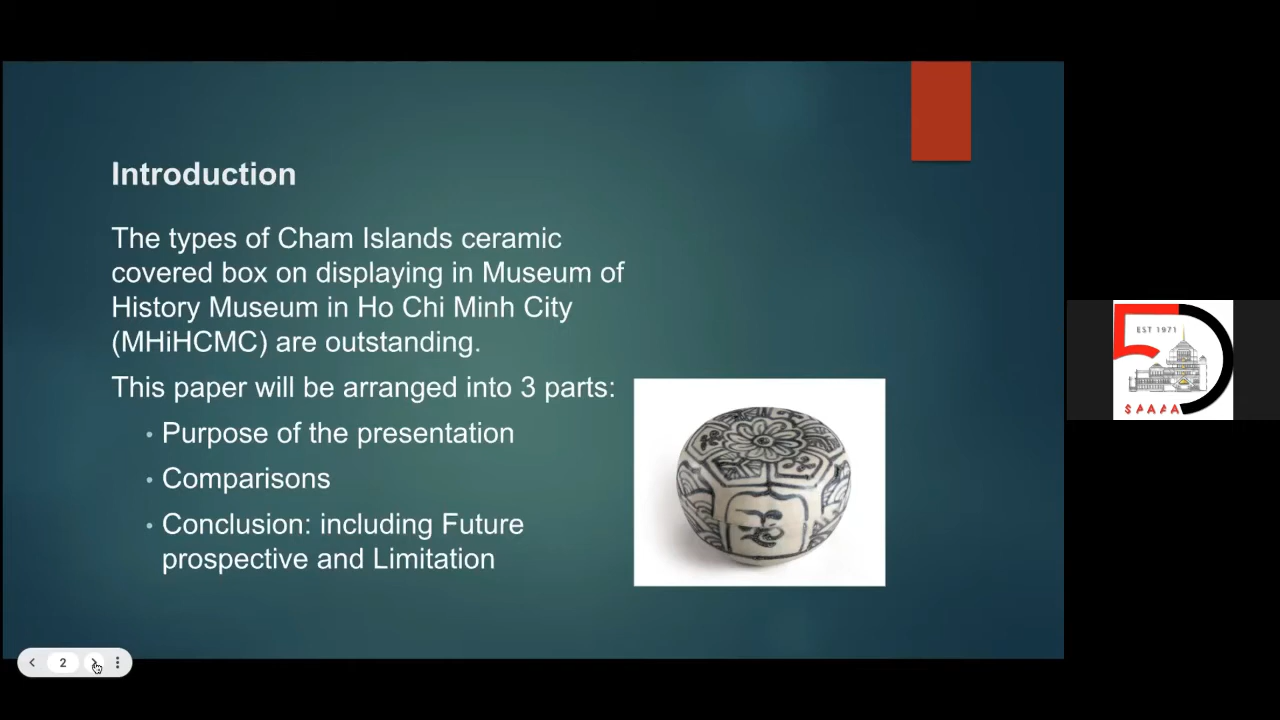 Introduction
The types of Cham Islands ceramic
covered box on displaying in Museum of
History Museum in Ho Chi Minh City
(MHiHCMC) are outstanding.
This paper will be arranged into 3 parts:
• Purpose of the presentation
• Comparisons
• Conclusion: including Future
prospective and Limitation
2
EST 1971
50
SAAFA